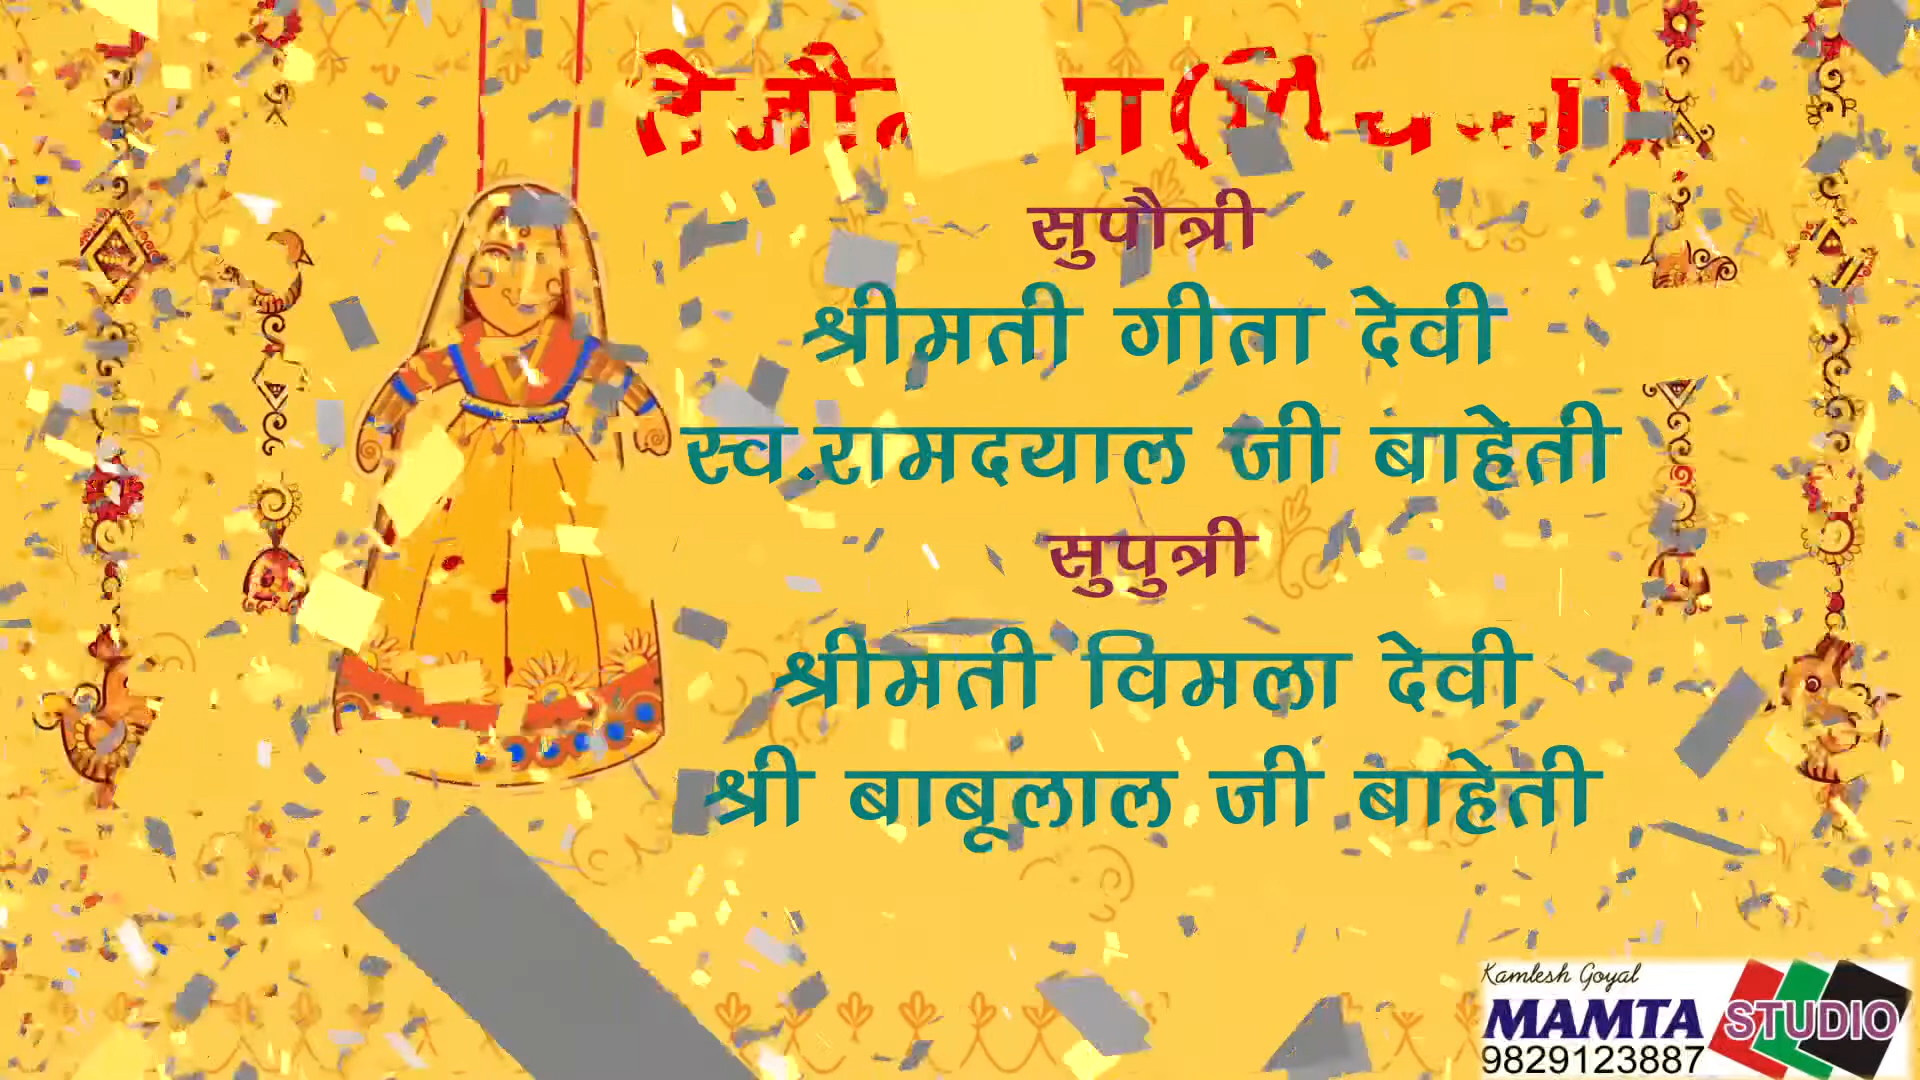 सुपौत्री
श्रीमती गीता देवी
स्व.रामदयाल जी बाहेती
सुपुत्री
श्रीमती विमला देवी
श्री बाबूलाल जी बाहेती
Kamlesh Goyal
MAMTA STUDIO
9829123887